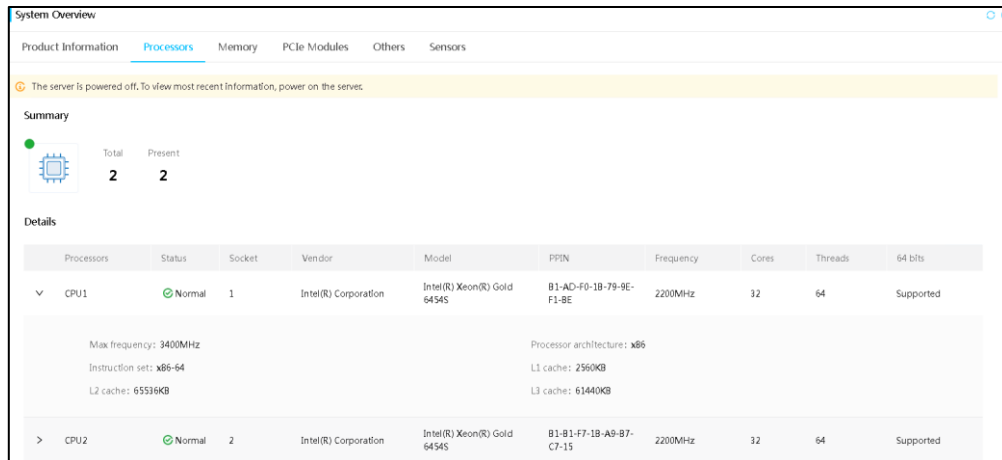 System Overview
Product Information Processors Memory PCIe Modules Others Sensors
The server is powered off. To view most recent information, power on the server.
Summary
Total Present
2 2
Details
Processors Status Socket Vendor Model PPIN Frequency Cores Threads 64 bits
CPU1 Normal 1 Intel(R) Corporation Intel(R) Xeon(R) Gold B1-AD-F0-1B-79-9E- 2200MHz 32 64 Supported
6454S F1-BE
Max frequency: 3400MHz Processor architecture: x86
Instruction set: x86-64 L1 cache: 2560KB
L2 cache: 65536KB L3 cache: 61440KB
CPU2 Normal 2 Intel(R) Corporation Intel(R) Xeon(R) Gold B1-B1-F7-1B-A9-B7- 2200MHz 32 64 Supported
6454S C7-15